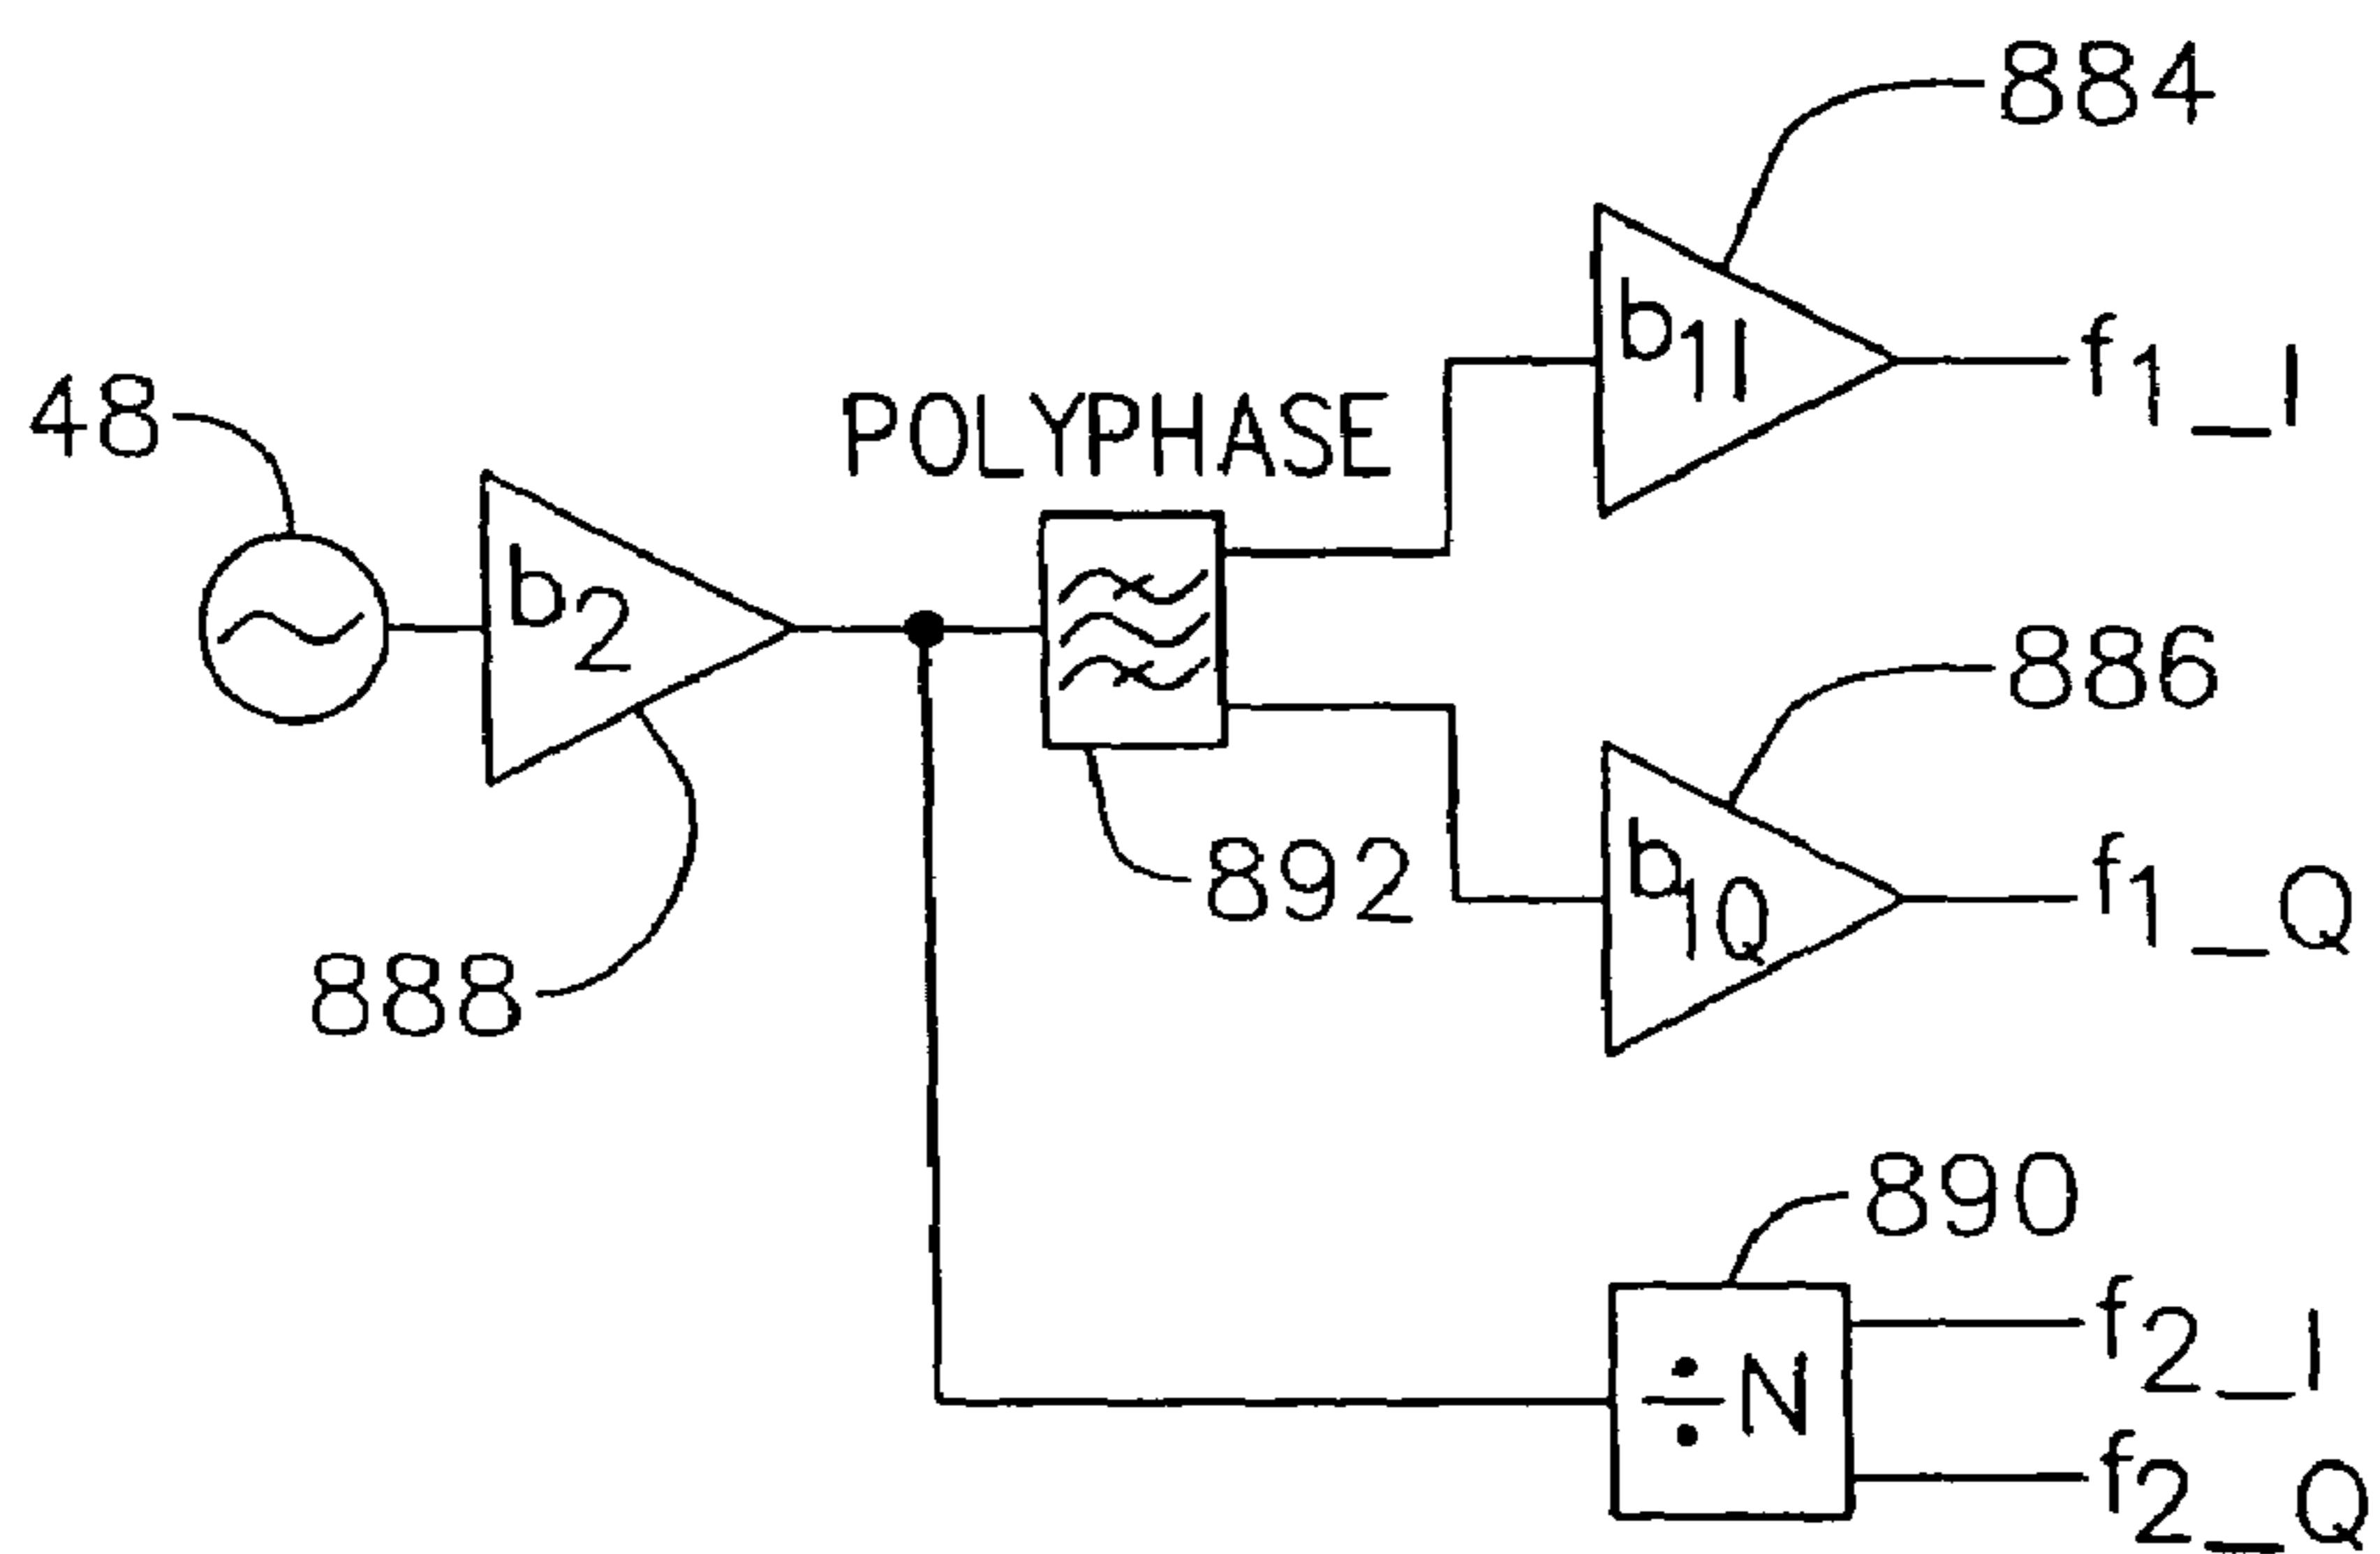 884
b1I
f1_I
48
POLYPHASE
b2
886
892
b1Q
f1_Q
888
890
÷N
f2_I
f2_Q